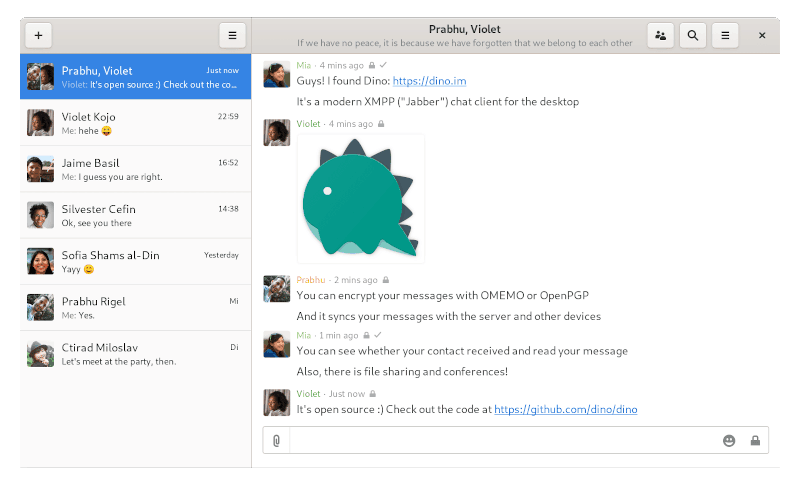 Prabhu, Violet
If we have no peace, it is because we have forgotten that we belong to each other
Prabhu, Violet Just now
Violet: It's open source :) Check out the co...
Violet Kojo 22:59
Me: hehe 😛
Jaime Basil 16:52
Me: I guess you are right.
Silvester Cefin 14:38
Ok, see you there
Sofia Shams al-Din Yesterday
Yayy 😀
Prabhu Rigel Mi
Me: Yes.
Ctirad Miloslav Di
Let's meet at the party, then.
Mia · 4 mins ago
Guys! I found Dino: https://dino.im
It's a modern XMPP ("Jabber") chat client for the desktop
Violet · 4 mins ago
Prabhu · 2 mins ago
You can encrypt your messages with OMEMO or OpenPGP
And it syncs your messages with the server and other devices
Mia · 1 min ago
You can see whether your contact received and read your message
Also, there is file sharing and conferences!
Violet · Just now
It's open source :) Check out the code at https://github.com/dino/dino